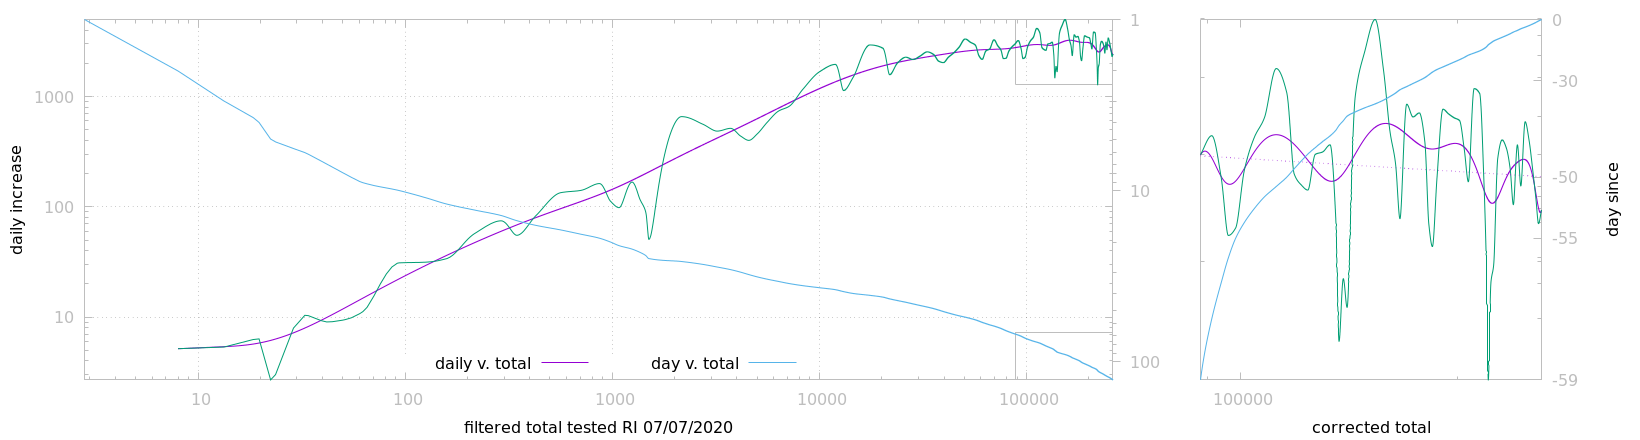 daily increase
1000
100
10
10
100
1000
10000
100000
filtered total tested RI 07/07/2020
daily v. total
day v. total
1
10
100
100000
corrected total
0
-30
-50
-55
-59
day since